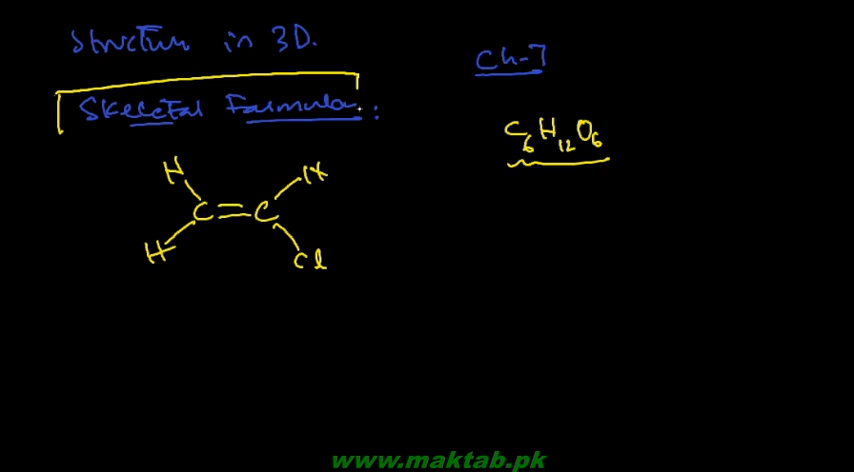 Structure in 3D.
Ch-7
Skeletal Formula:
C6H12O6
H H
C=C
H Cl
www.maktab.pk